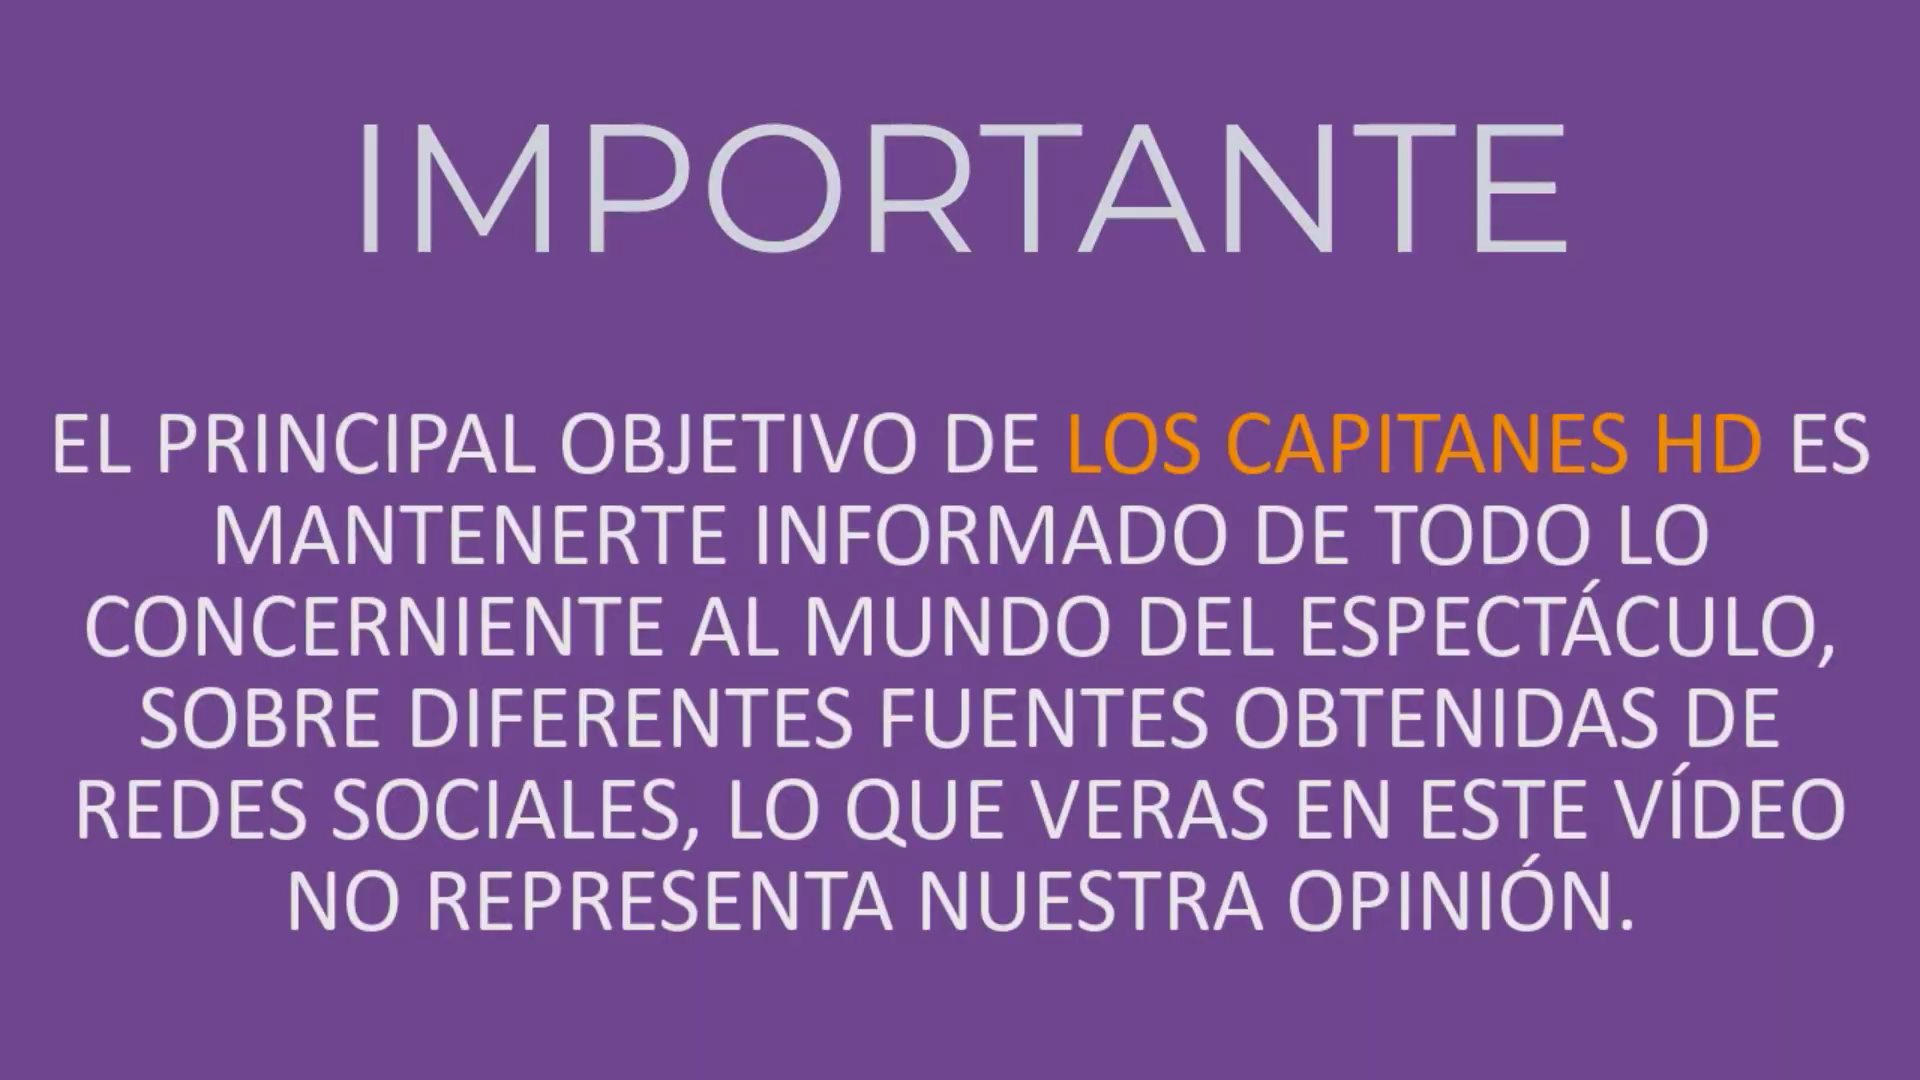 IMPORTANTE
EL PRINCIPAL OBJETIVO DE LOS CAPITANES HD ES
MANTENERTE INFORMADO DE TODO LO
CONCERNIENTE AL MUNDO DEL ESPECTÁCULO,
SOBRE DIFERENTES FUENTES OBTENIDAS DE
REDES SOCIALES, LO QUE VERAS EN ESTE VÍDEO
NO REPRESENTA NUESTRA OPINIÓN.